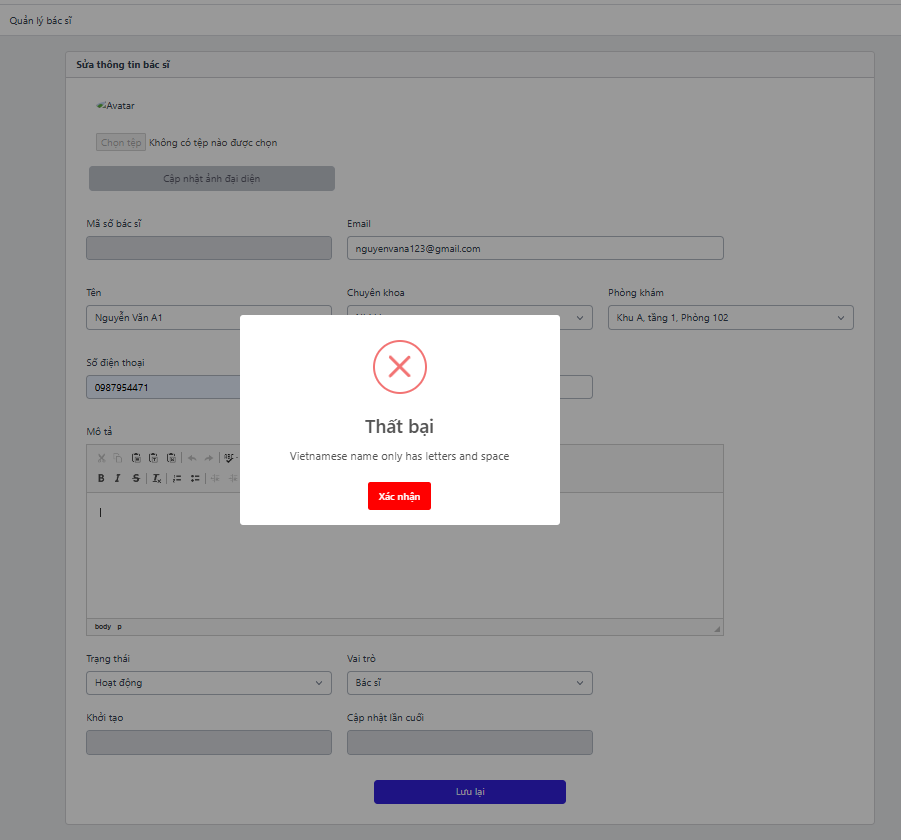 Quản lý bác sĩ
Sửa thông tin bác sĩ
Avatar
Chọn tệp Không có tệp nào được chọn
Cập nhật ảnh đại diện
Mã số bác sĩ
Email
nguyenvana123@gmail.com
Tên
Chuyên khoa
Phòng khám
Nguyễn Văn A1
Khu A, tầng 1, Phòng 102
Số điện thoại
0987954471
Thất bại
Vietnamese name only has letters and space
Xác nhận
Mô tả
B I S
body p
Trạng thái
Vai trò
Hoạt động
Bác sĩ
Khởi tạo
Cập nhật lần cuối
Lưu lại